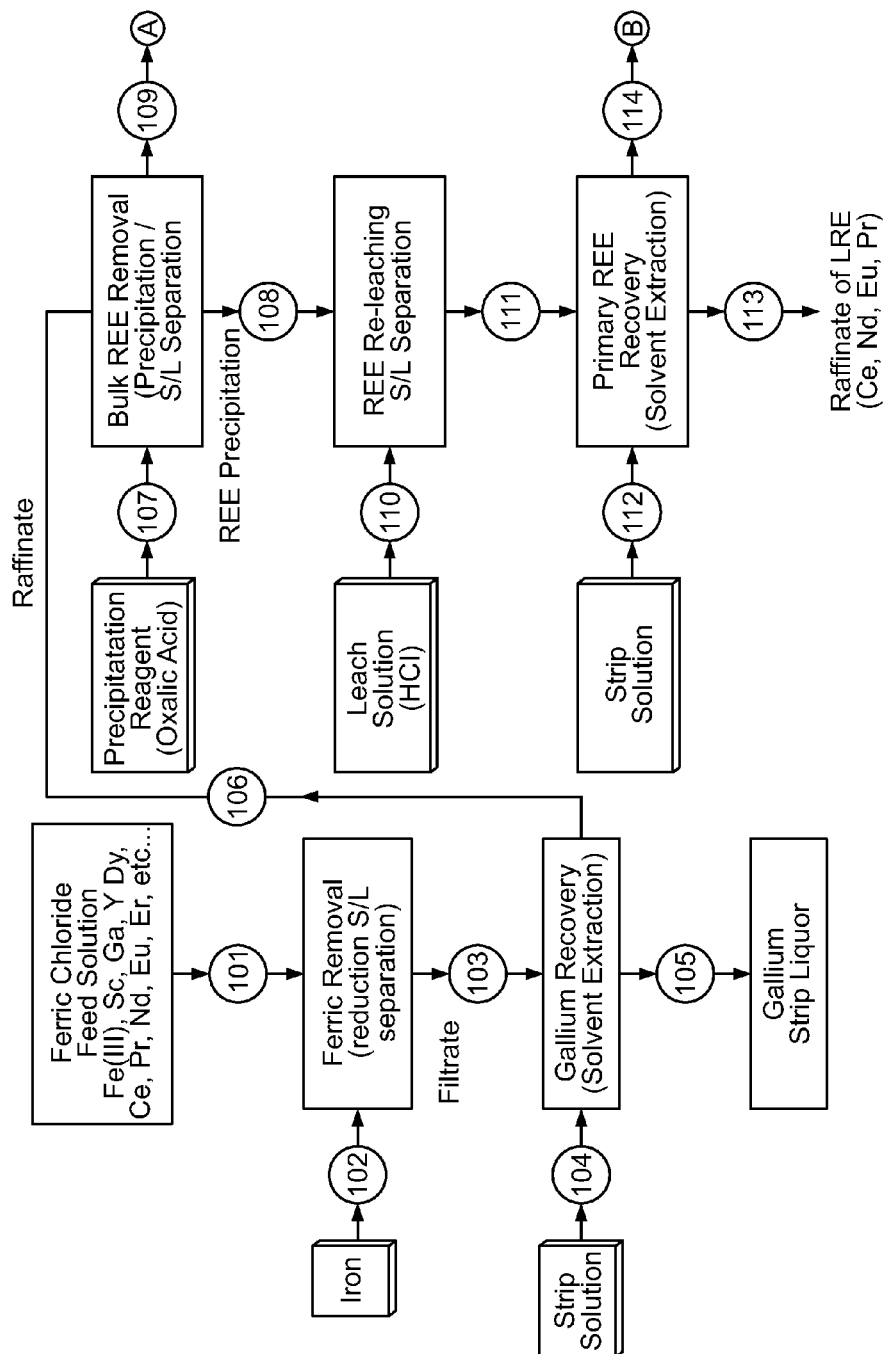 Ferric Chloride
Feed Solution
Fe(III), Sc, Ga, Y Dy,
Ce, Pr, Nd, Eu, Er, etc...
101
Iron
102
Ferric Removal
(reduction S/L
separation)
Filtrate
103
Strip
Solution
104
Gallium Recovery
(Solvent Extraction)
105
Gallium
Strip Liquor
106
Raffinate
Precipitatation
Reagent
(Oxalic Acid)
107
Bulk REE Removal
(Precipitation /
S/L Separation
109
A
REE Precipitation
108
Leach
Solution
(HCl)
110
REE Re-leaching
S/L Separation
111
Strip
Solution
112
Primary REE
Recovery
(Solvent Extraction)
114
B
113
Raffinate of LRE
(Ce, Nd, Eu, Pr)